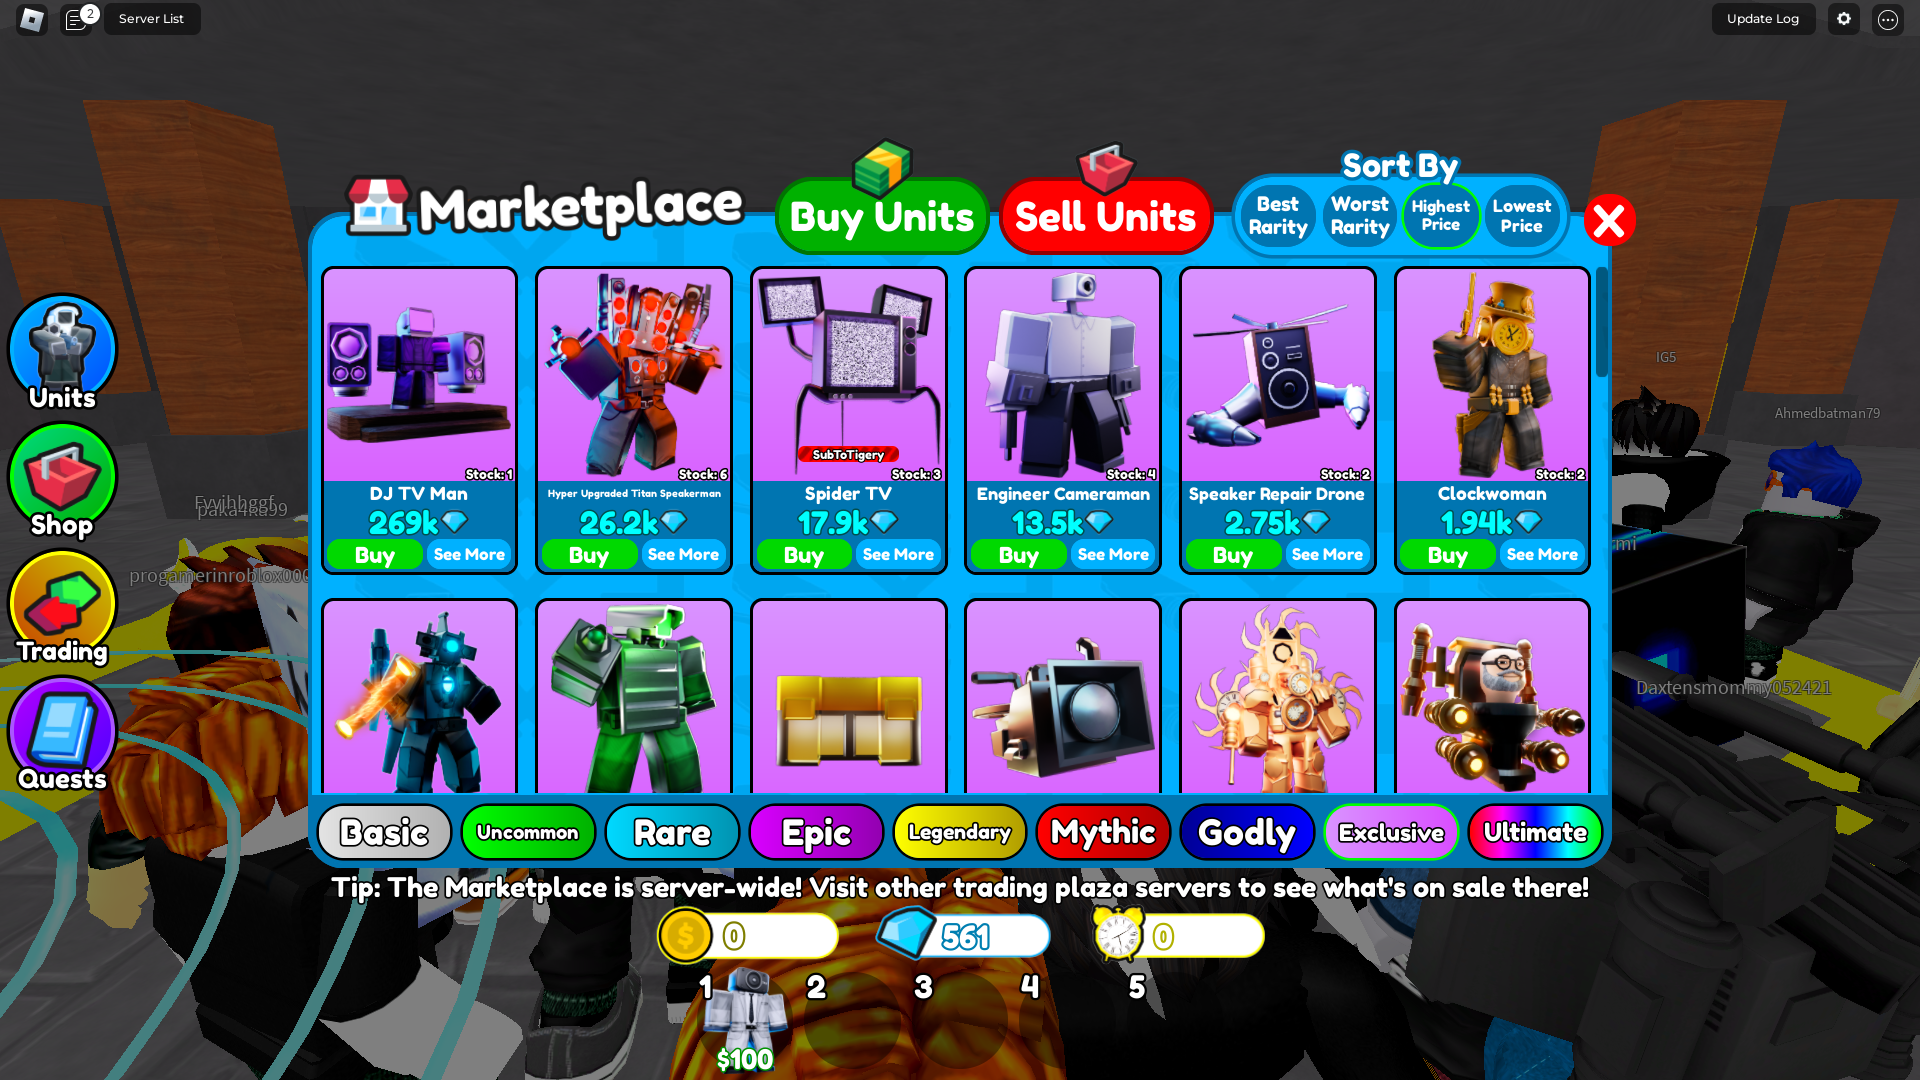 2
Server List
Update Log
Marketplace
Buy Units
Sell Units
Sort By
Best Rarity
Worst Rarity
Highest Price
Lowest Price
Units
Shop
Trading
Quests
Stock: 1
DJ TV Man
269k
Buy
See More
Stock: 6
Hyper Upgraded Titan Speakerman
26.2k
Buy
See More
SubToTigery
Stock: 3
Spider TV
17.9k
Buy
See More
Stock: 4
Engineer Cameraman
13.5k
Buy
See More
Stock: 2
Speaker Repair Drone
2.75k
Buy
See More
Stock: 2
Clockwoman
1.94k
Buy
See More
IG5
Ahmedbatman79
progamerinroblox000
Daxtensmommy052421
Basic
Uncommon
Rare
Epic
Legendary
Mythic
Godly
Exclusive
Ultimate
Tip: The Marketplace is server-wide! Visit other trading plaza servers to see what's on sale there!
0
561
0
1
2
3
4
5
$100